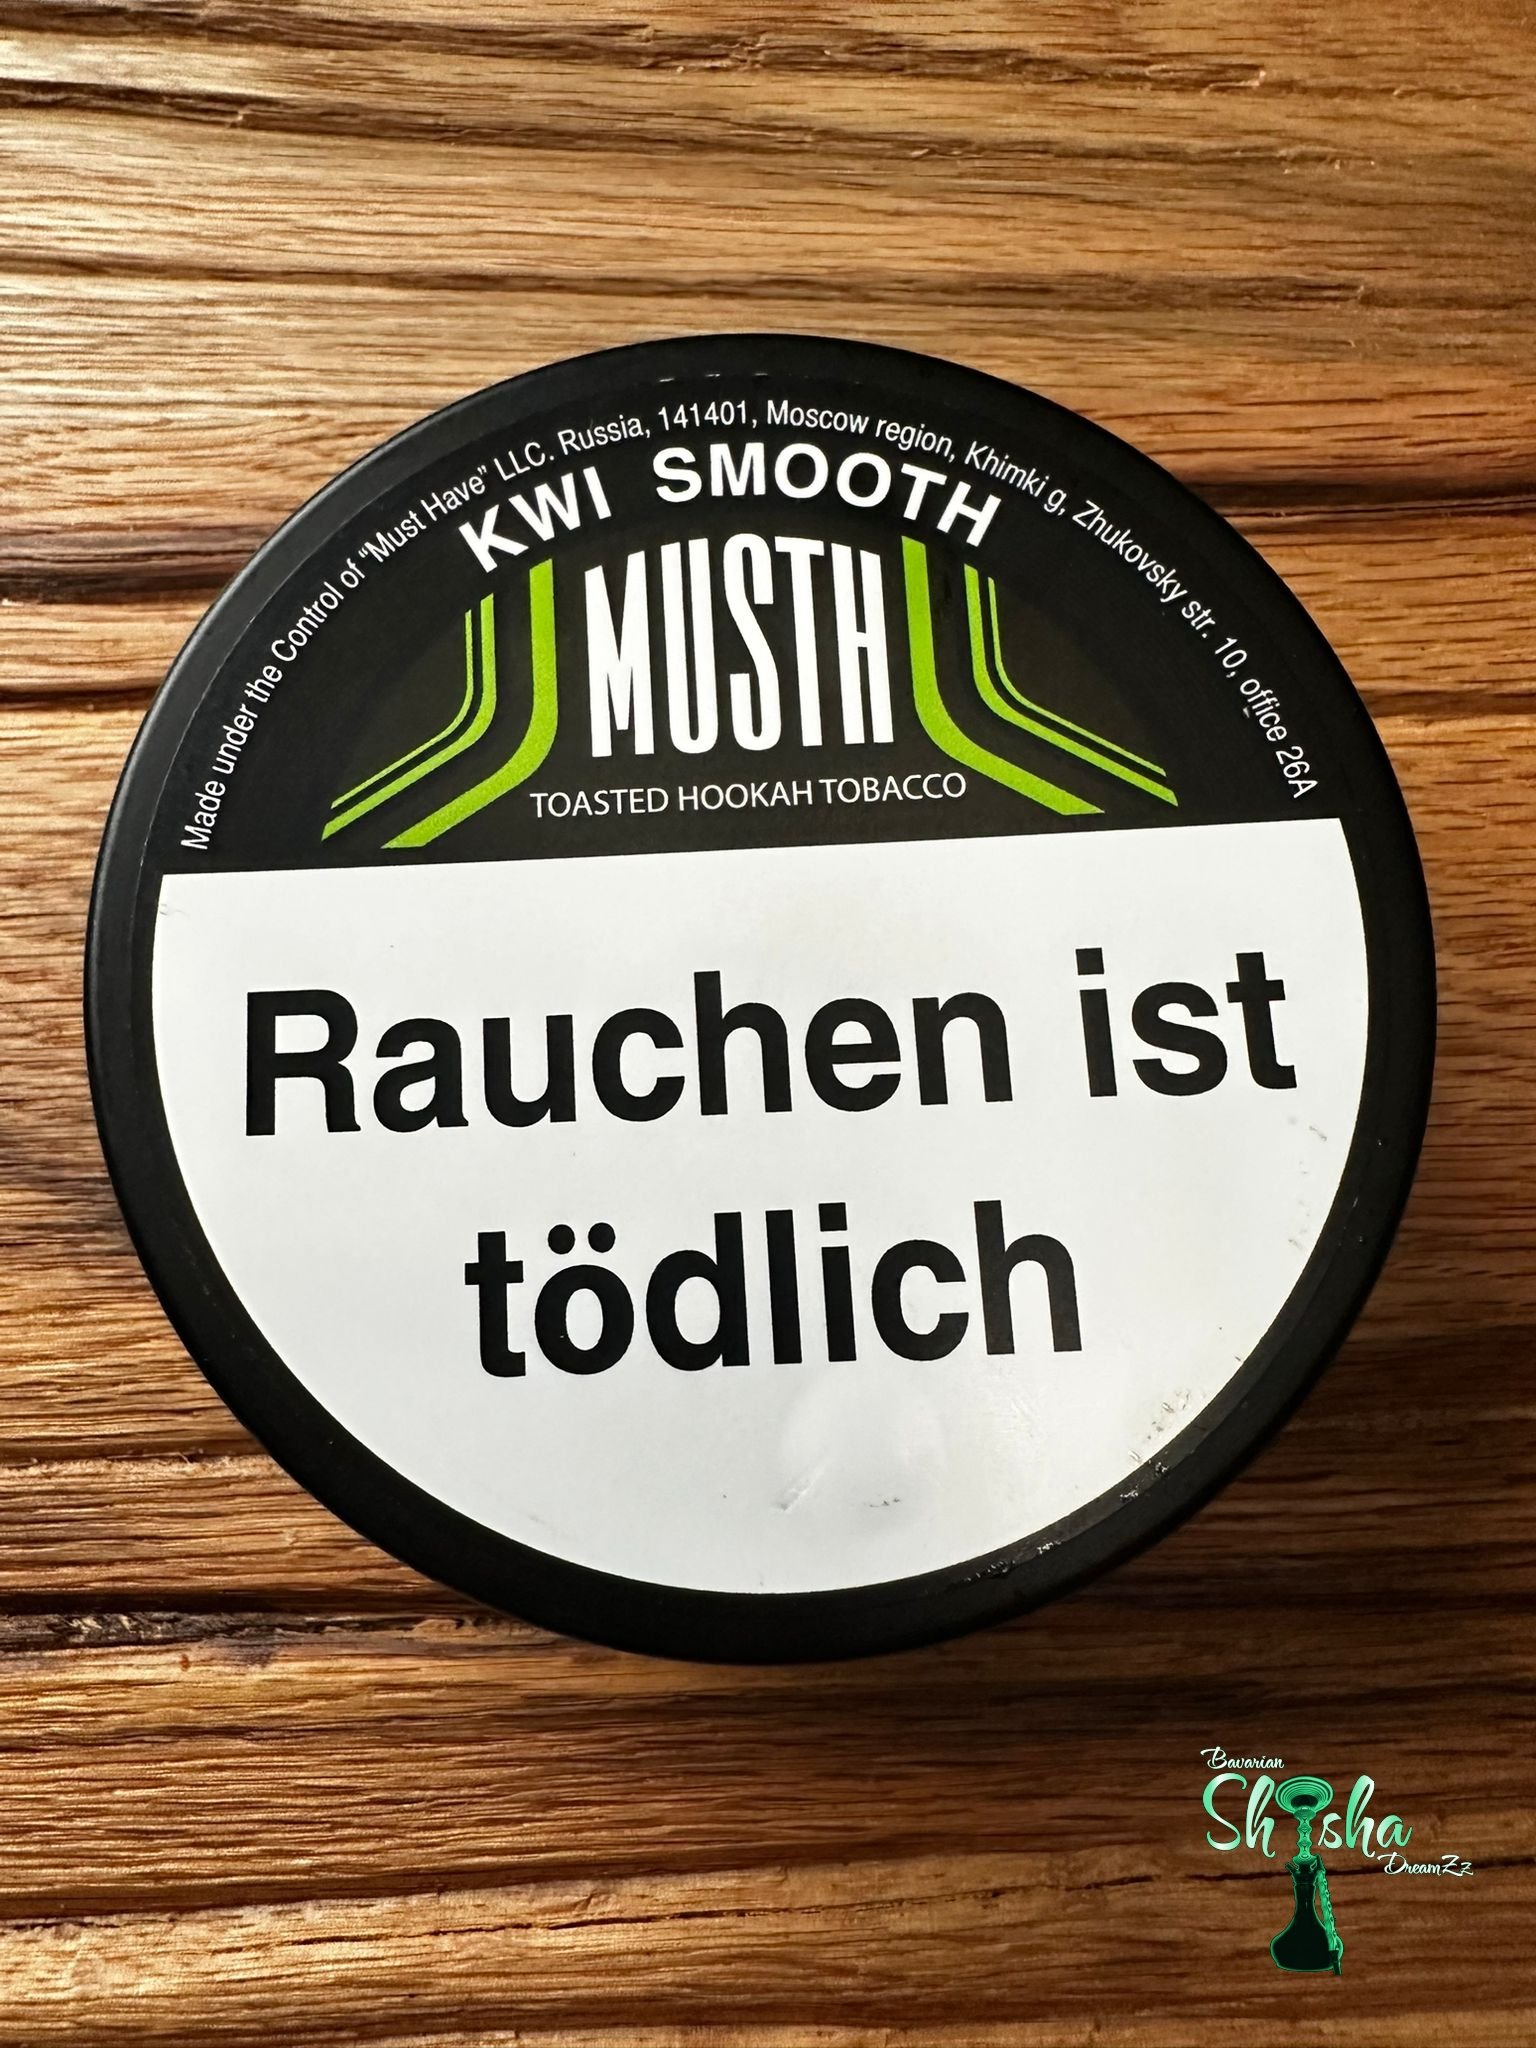 Made under the Control of “Must Have” LLC. Russia, 141401, Moscow region, Khimki g, Zhukovsky str. 10, office 26A
KWI SMOOTH
MUSTH
TOASTED HOOKAH TOBACCO
Rauchen ist
tödlich
Bavarian
Shisha
DreamZz